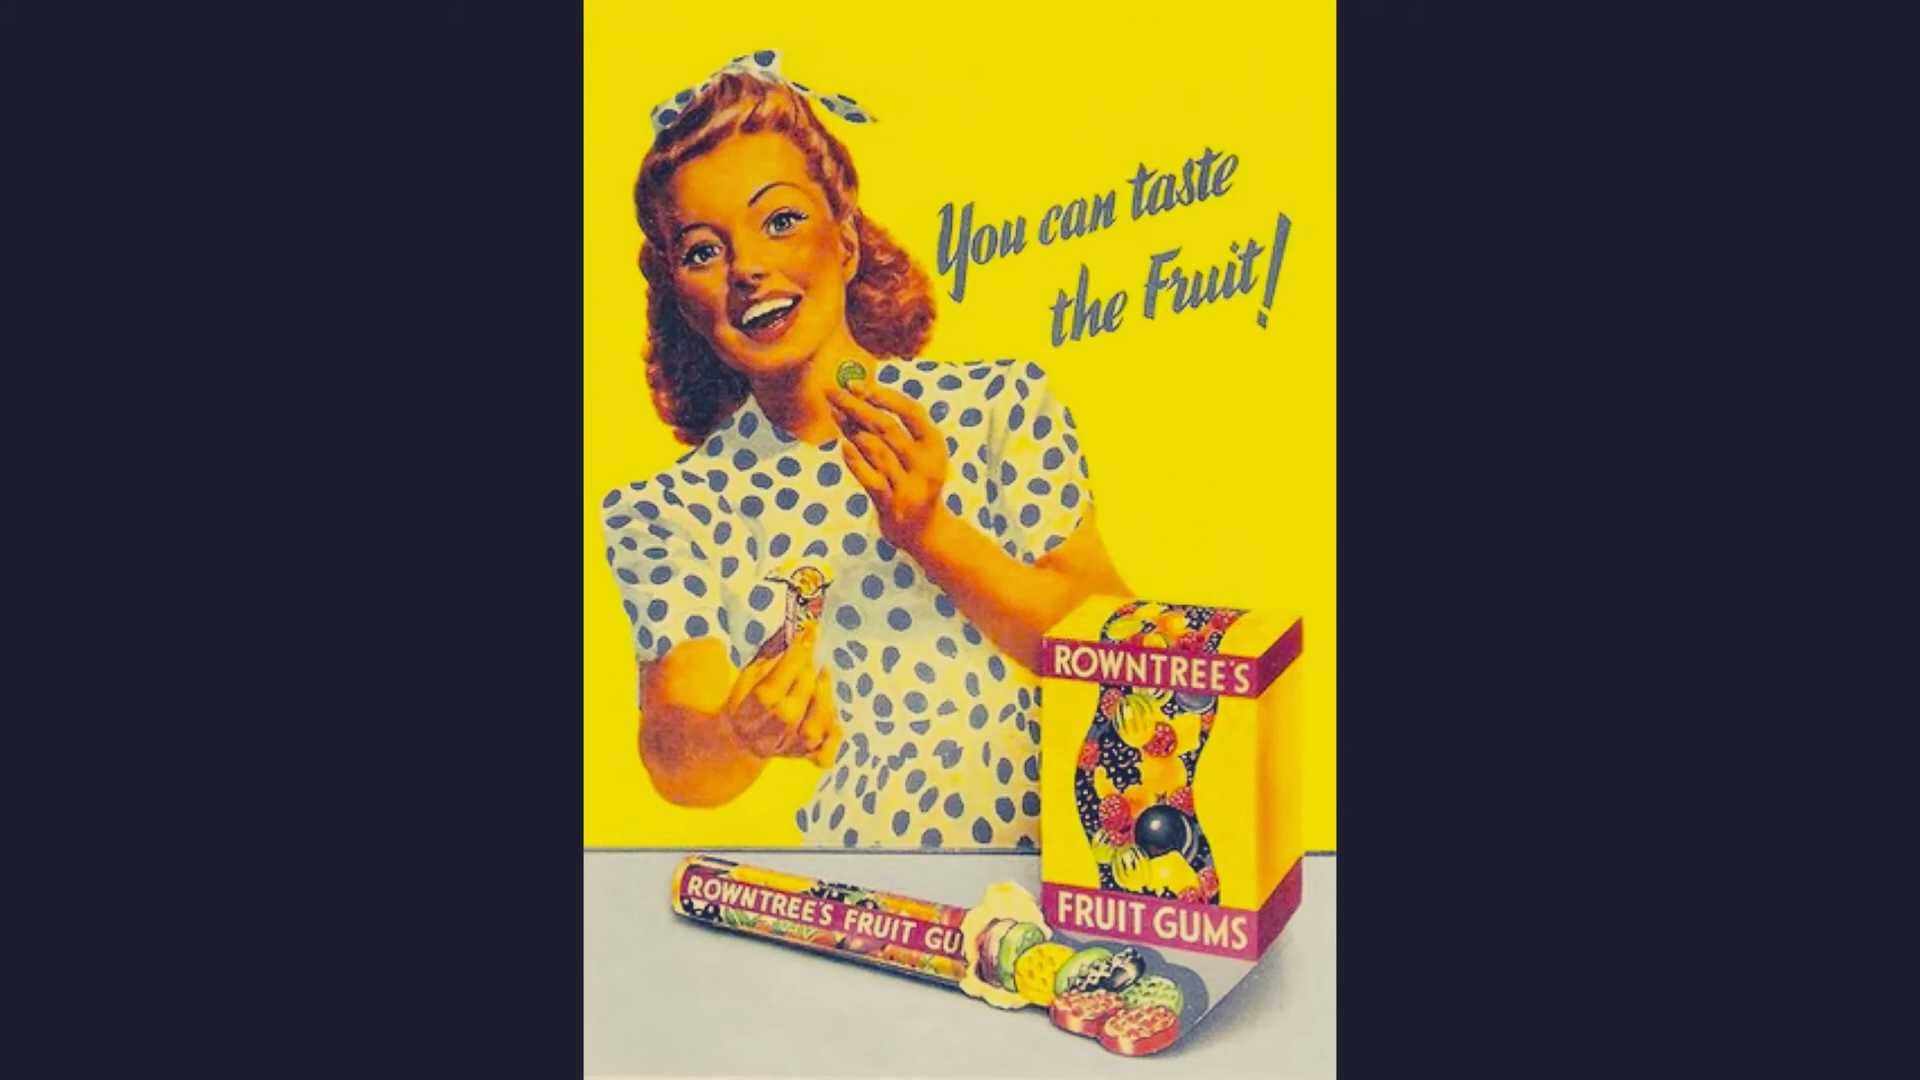 You can taste
the Fruit!
ROWNTREE'S
FRUIT GUMS
ROWNTREE'S FRUIT GU